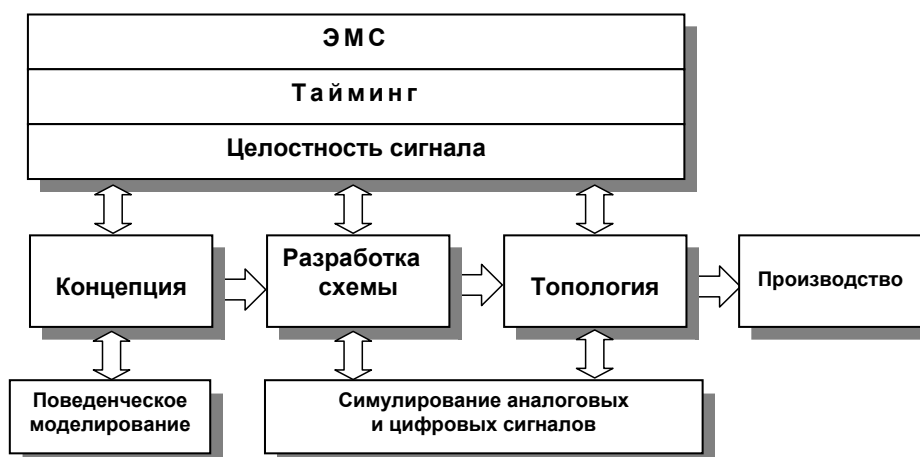 ЭМС
Тайминг
Целостность сигнала
Концепция
Разработка
схемы
Топология
Производство
Поведенческое
моделирование
Симулирование аналоговых
и цифровых сигналов